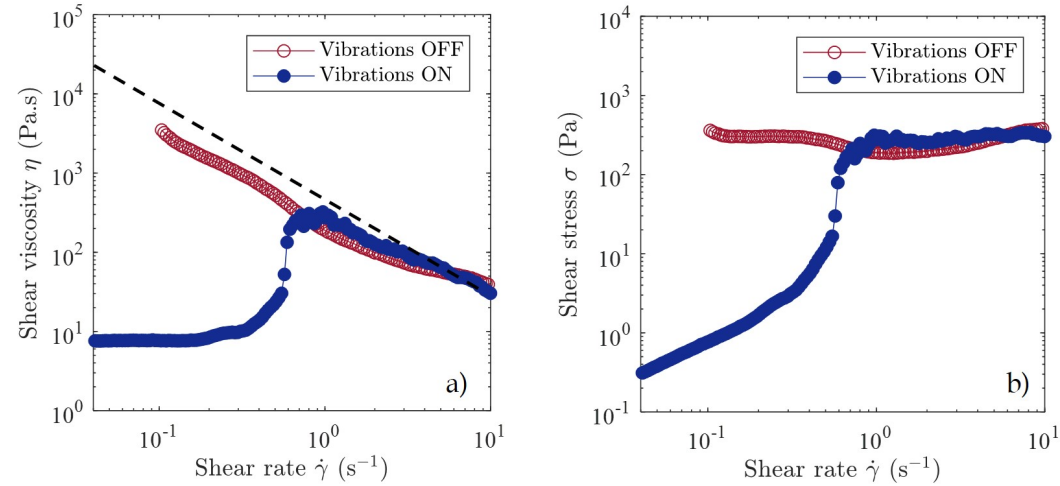 10^5
10^4
10^3
10^2
10^1
10^0
Shear viscosity η (Pa.s)
Vibrations OFF
Vibrations ON
a)
10^-1
10^0
10^1
Shear rate γ̇ (s^-1)
10^4
10^3
10^2
10^1
10^0
10^-1
Shear stress σ (Pa)
Vibrations OFF
Vibrations ON
b)
10^-1
10^0
10^1
Shear rate γ̇ (s^-1)